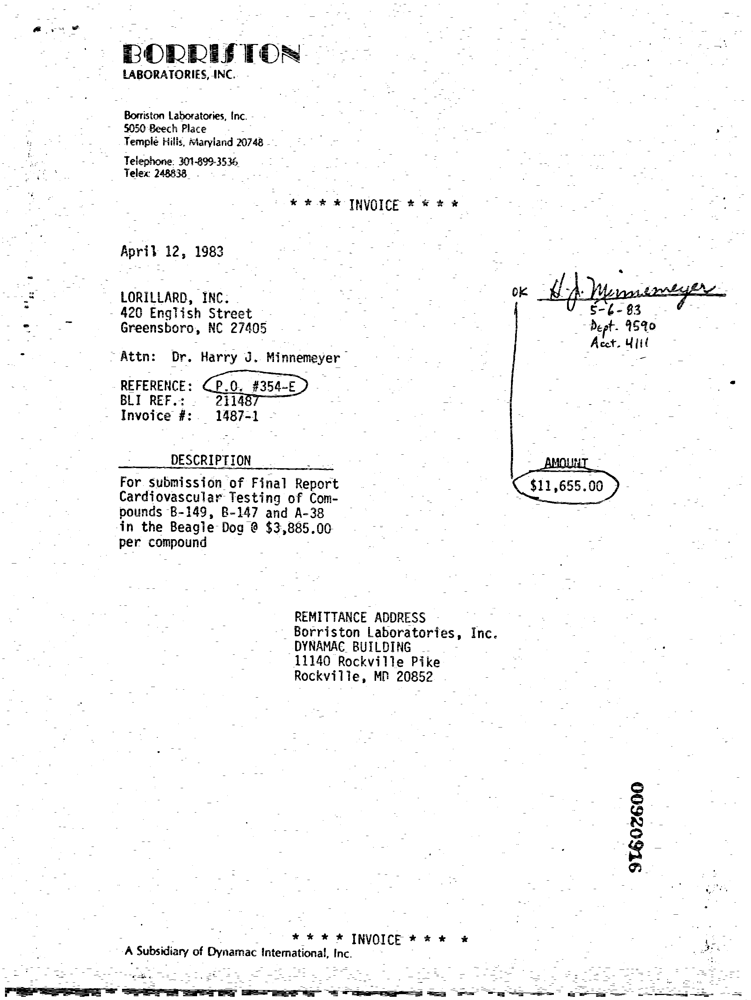 BORRISTON
LABORATORIES, INC.
Borriston Laboratories, Inc.
5050 Beech Place
Temple Hills, Maryland 20748
Telephone: 301-899-3536
Telex: 248838
* * * * INVOICE * * * *
April 12, 1983
LORILLARD, INC.
420 English Street
Greensboro, NC 27405
Attn: Dr. Harry J. Minnemeyer
REFERENCE: P.O. #354-E
BLI REF.: 211487
Invoice #: 1487-1
OK H. J. Minnemeyer
5-6-83
Dept. 9590
Acct. 4111
DESCRIPTION
AMOUNT
For submission of Final Report
Cardiovascular Testing of Com-
pounds B-149, B-147 and A-38
in the Beagle Dog @ $3,885.00
per compound
$11,655.00
REMITTANCE ADDRESS
Borriston Laboratories, Inc.
DYNAMAC BUILDING
11140 Rockville Pike
Rockville, MD 20852
00920916
* * * * INVOICE * * * *
A Subsidiary of Dynamac International, Inc.